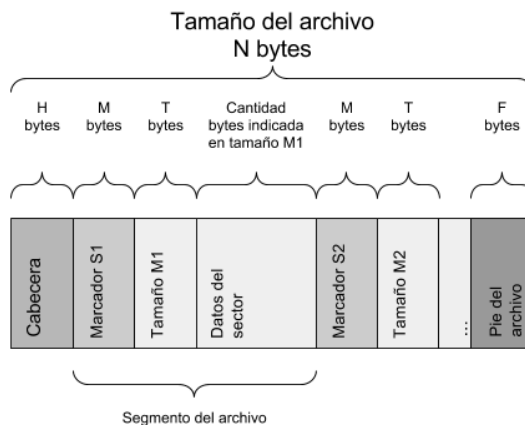 Tamaño del archivo
N bytes
H
bytes
M
bytes
T
bytes
Cantidad
bytes indicada
en tamaño M1
M
bytes
T
bytes
F
bytes
Cabecera
Marcador S1
Tamaño M1
Datos del
sector
Marcador S2
Tamaño M2
...
Pie del
archivo
Segmento del archivo